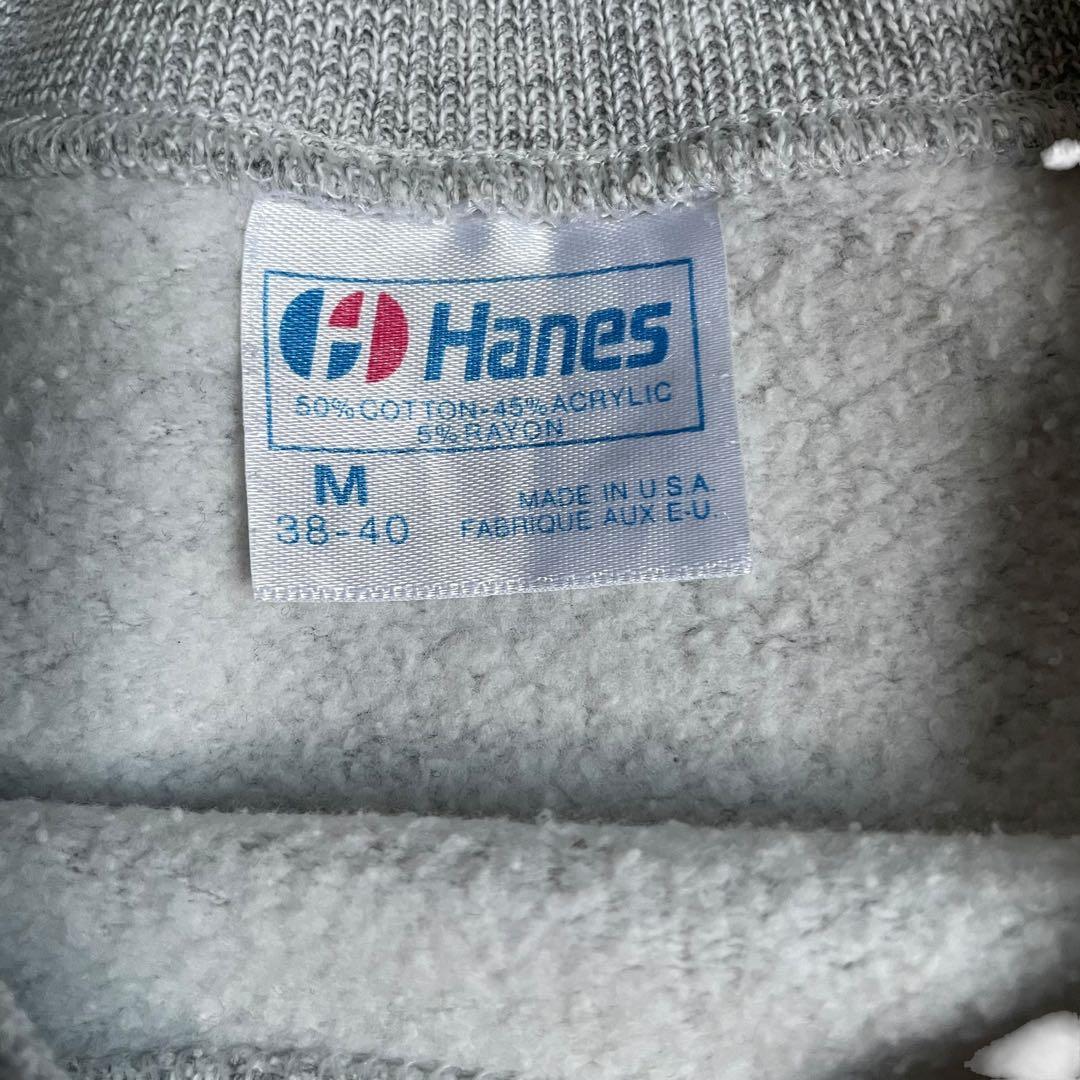 Hanes
50% COTTON-45% ACRYLIC
5% RAYON
M
38-40
MADE IN U.S.A.
FABRIQUE AUX E-U.